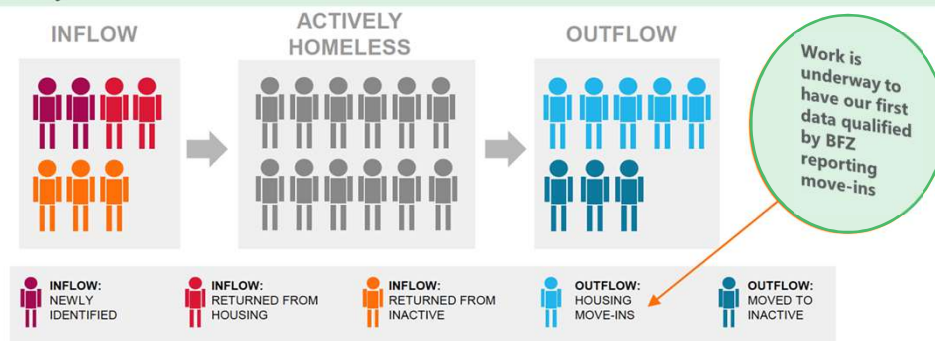 INFLOW
ACTIVELY
HOMELESS
OUTFLOW
Work is
underway to
have our first
data qualified
by BFZ
reporting
move-ins
INFLOW:
NEWLY
IDENTIFIED
INFLOW:
RETURNED FROM
HOUSING
INFLOW:
RETURNED FROM
INACTIVE
OUTFLOW:
HOUSING
MOVE-INS
OUTFLOW:
MOVED TO
INACTIVE